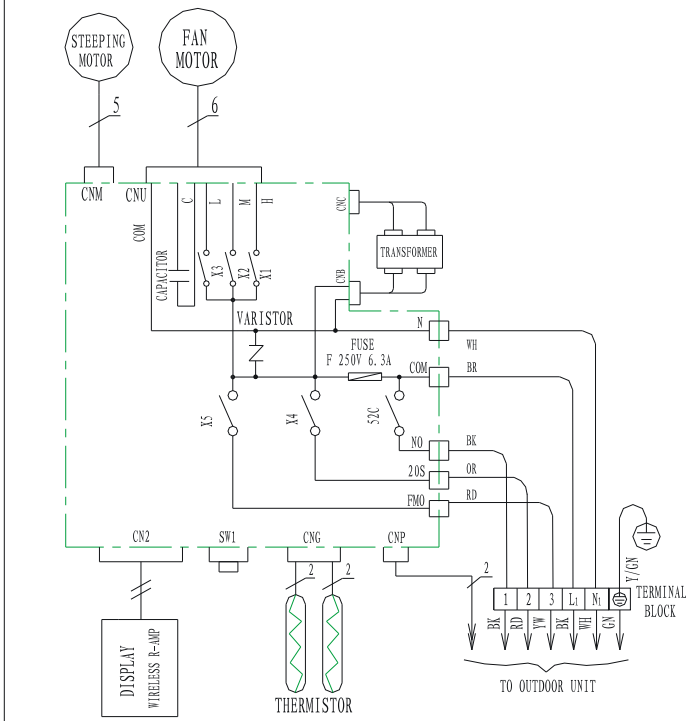 STEEPING
MOTOR
FAN
MOTOR
5
6
CNM
CNU
COM
CAPACITOR
C
L
M
H
X3
X2
X1
CNC
CNB
TRANSFORMER
VARISTOR
FUSE
F 250V 6.3A
N
WH
COM
BR
X5
X4
52C
NO
BK
20S
OR
FMO
RD
CN2
SW1
CNG
CNP
2
2
2
Y/GN
1
2
3
L1
N1
TERMINAL
BLOCK
BK
RD
YW
BK
WH
GN
TO OUTDOOR UNIT
DISPLAY
WIRELESS R-AMP
THERMISTOR